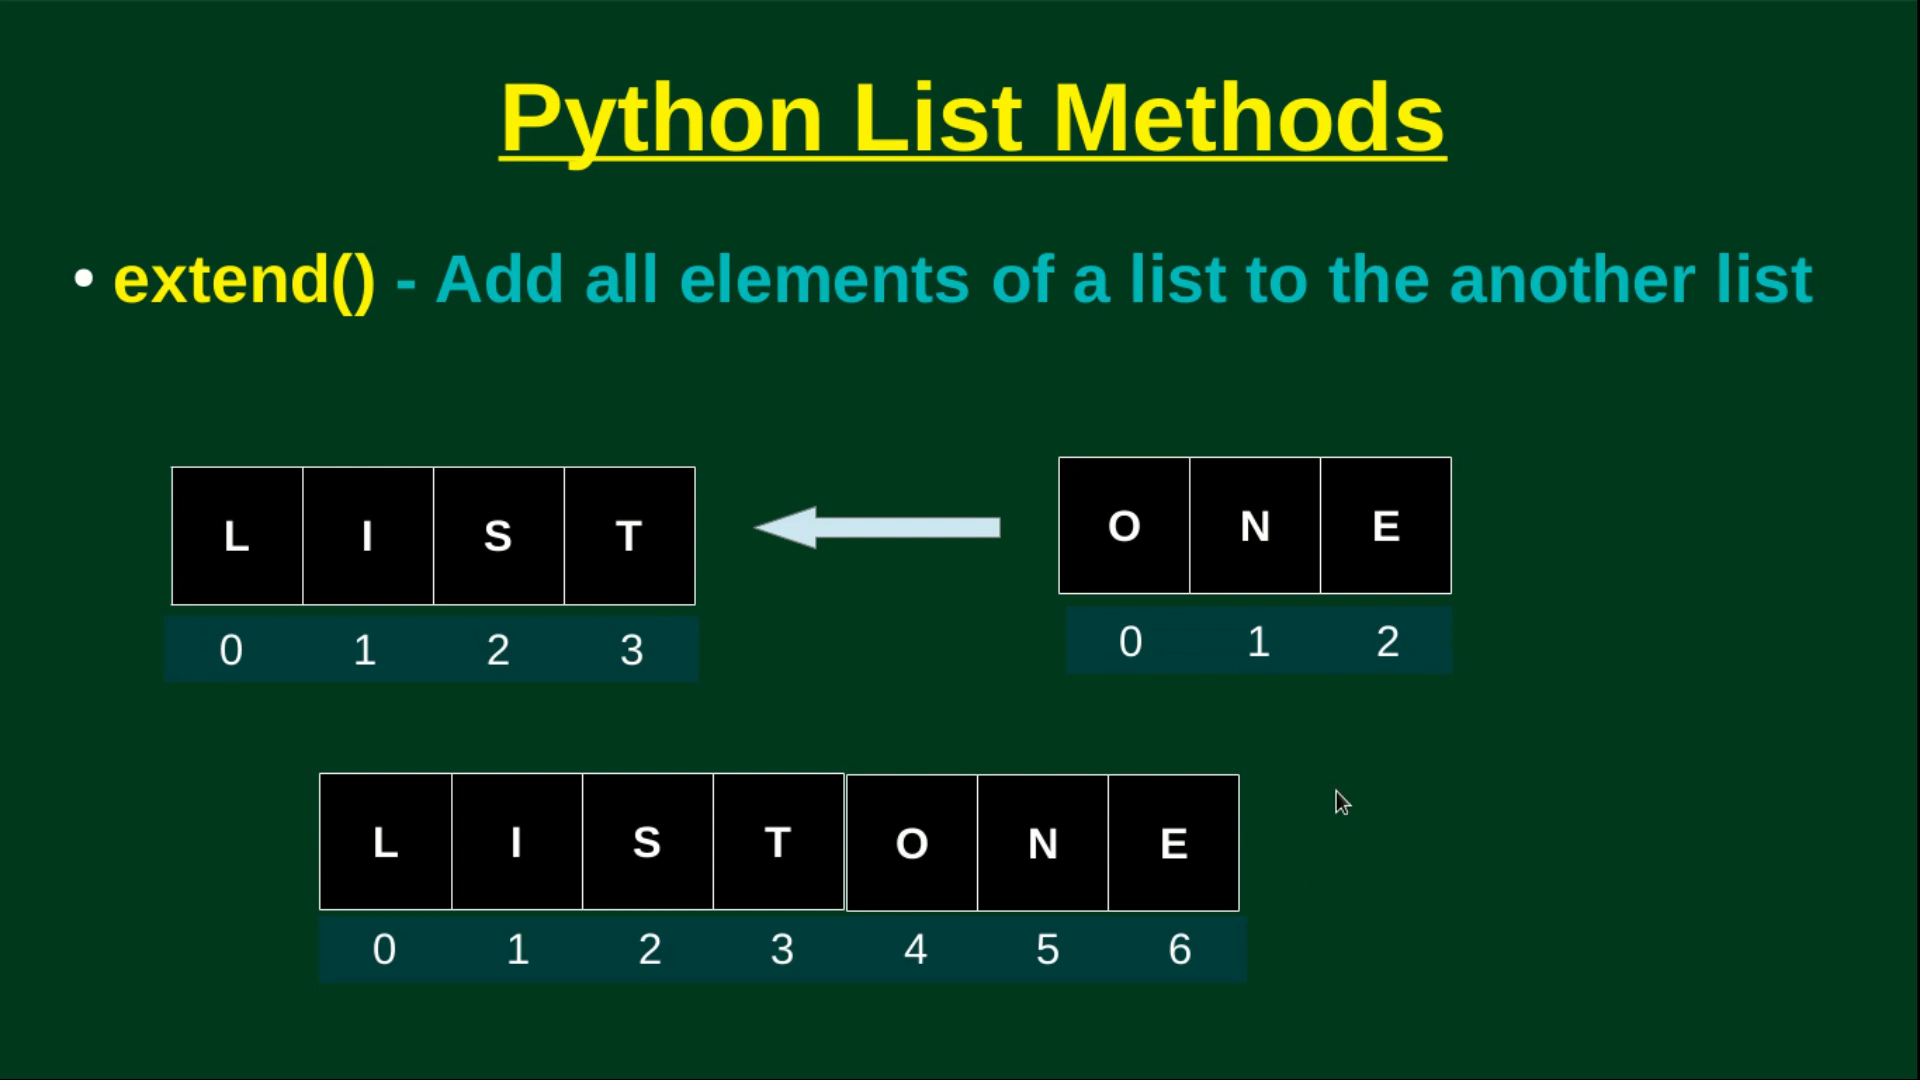 Python List Methods
• extend() - Add all elements of a list to the another list
L I S T
0 1 2 3
O N E
0 1 2
L I S T O N E
0 1 2 3 4 5 6